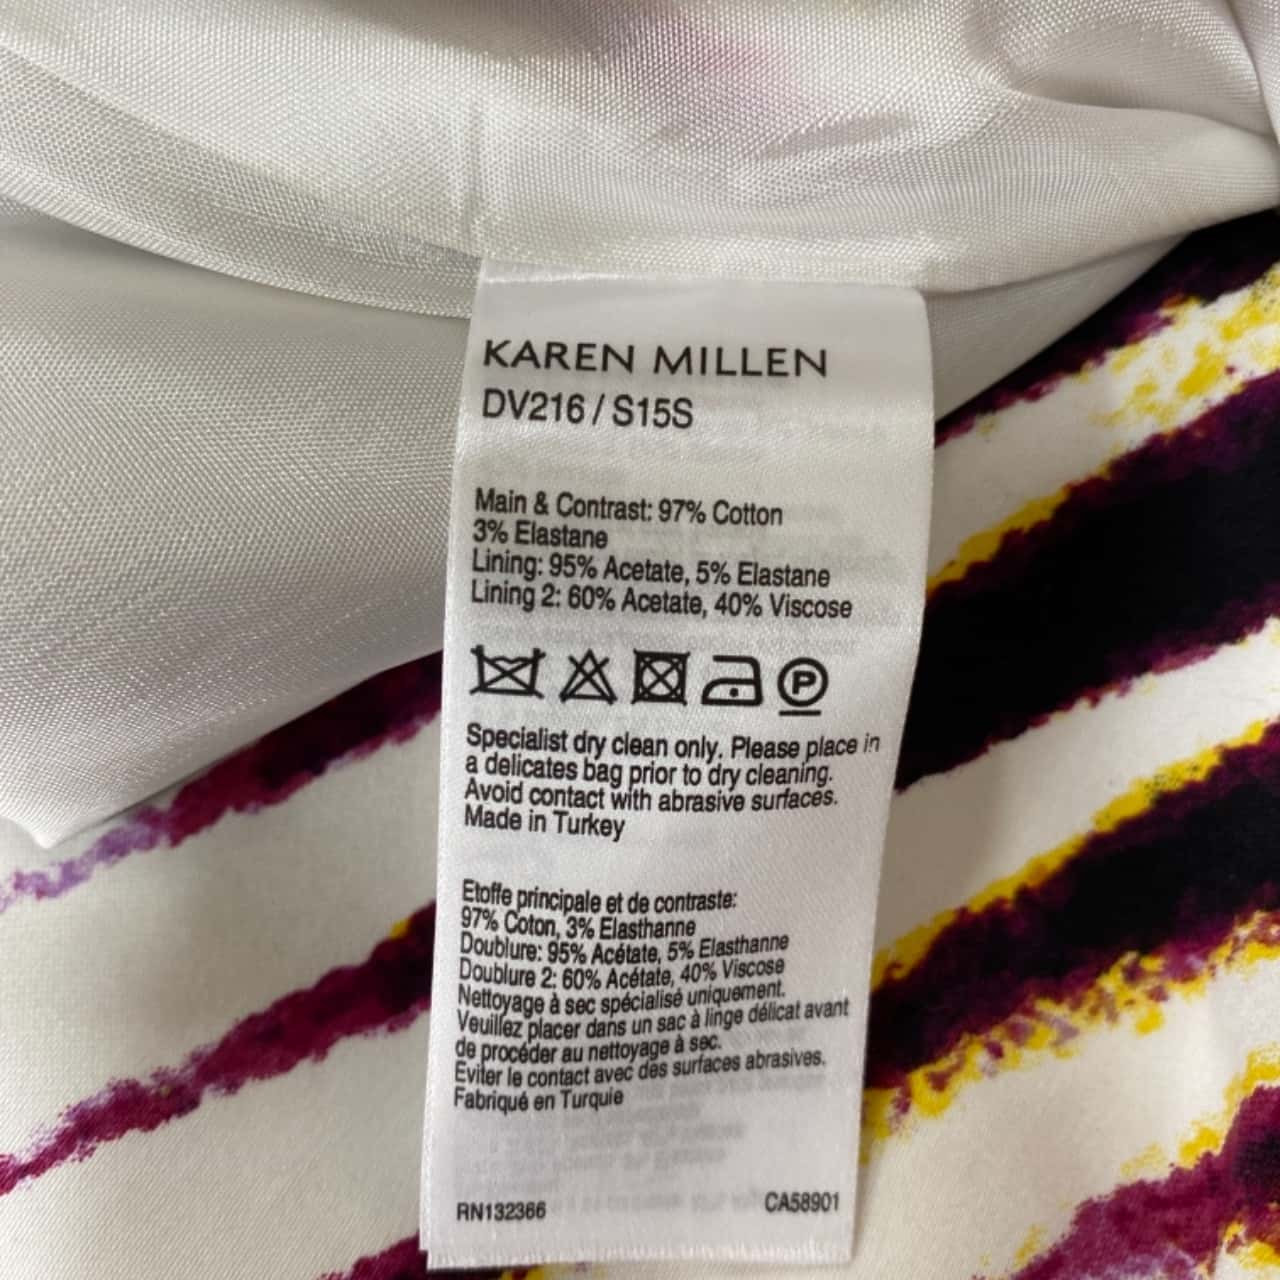 KAREN MILLEN
DV216 / S15S
Main & Contrast: 97% Cotton
3% Elastane
Lining: 95% Acetate, 5% Elastane
Lining 2: 60% Acetate, 40% Viscose
P
Specialist dry clean only. Please place in
a delicates bag prior to dry cleaning.
Avoid contact with abrasive surfaces.
Made in Turkey
Etoffe principale et de contraste:
97% Coton, 3% Elasthanne
Doublure: 95% Acétate, 5% Elasthanne
Doublure 2: 60% Acétate, 40% Viscose
Nettoyage à sec spécialisé uniquement.
Veuillez placer dans un sac à linge délicat avant
de procéder au nettoyage à sec.
Eviter le contact avec des surfaces abrasives.
Fabriqué en Turquie
RN132366 CA58901